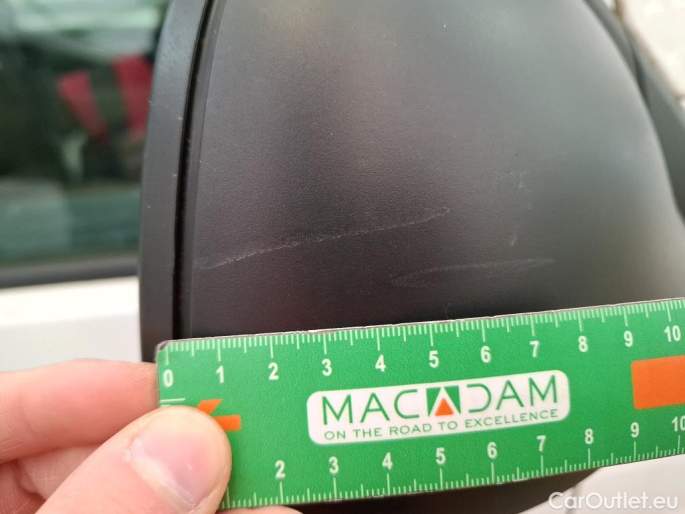 0 1 2 3 4 5 6 7 8 9 10
MACADAM
ON THE ROAD TO EXCELLENCE
2 3 4 5 6 7 8 9 10
CarOutlet.eu